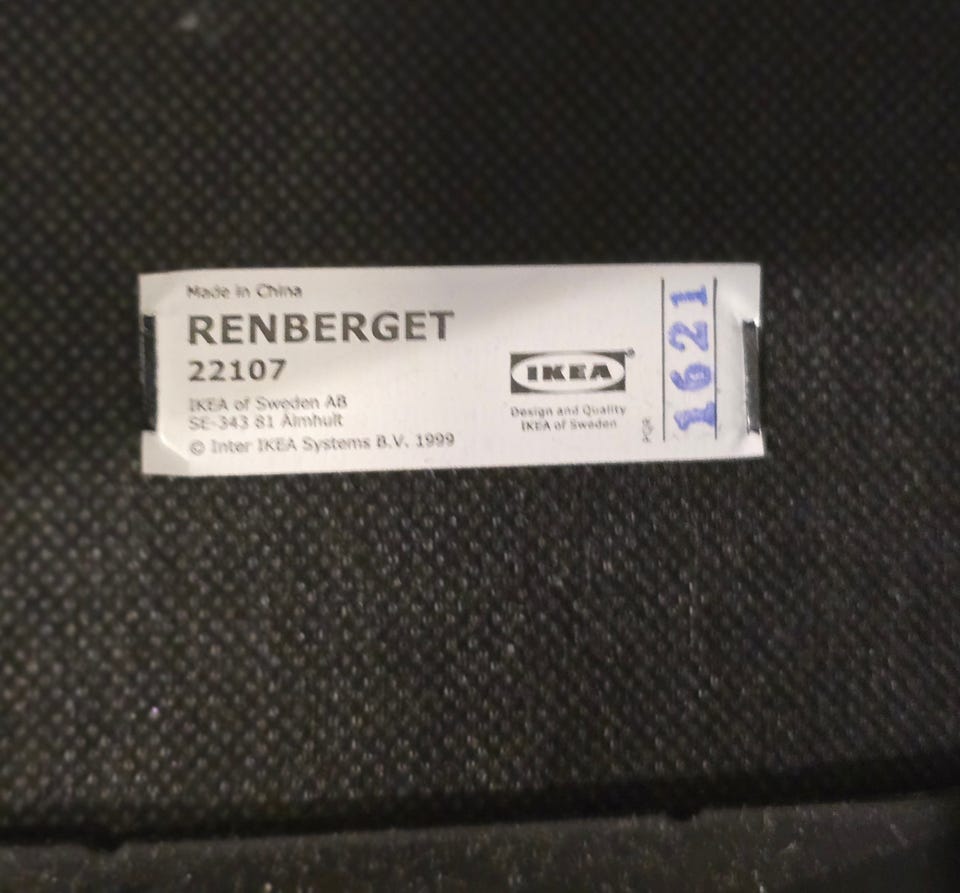 Made in China
RENBERGET
22107
IKEA of Sweden AB
SE-343 81 Älmhult
© Inter IKEA Systems B.V. 1999
IKEA®
Design and Quality
IKEA of Sweden
1621